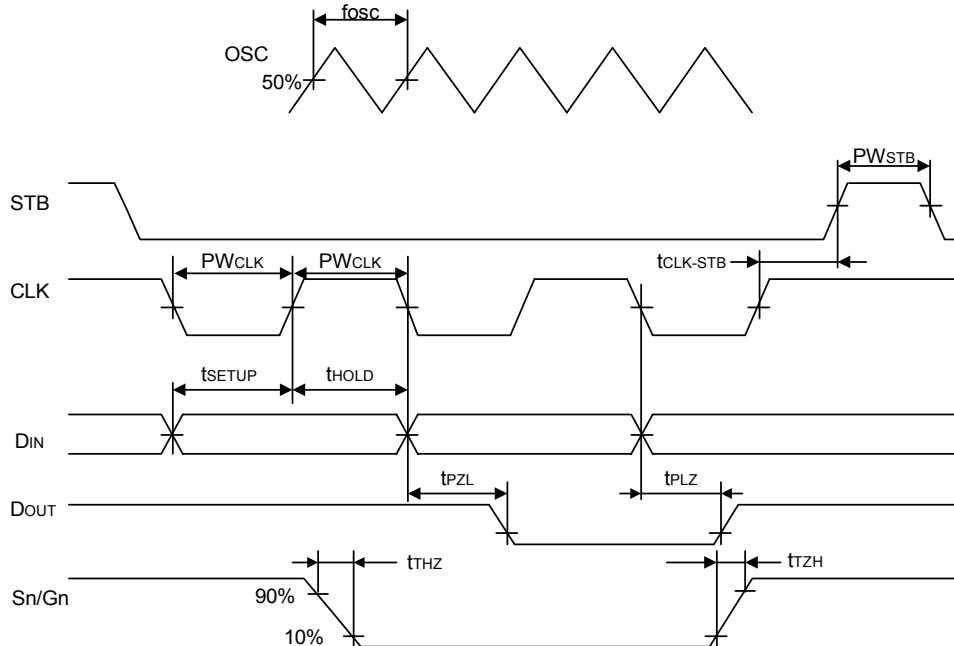 fosc
OSC
50%
PWSTB
STB
PWCLK PWCLK
tCLK-STB
CLK
tSETUP tHOLD
DIN
tPZL tPLZ
DOUT
tTHZ tTZH
Sn/Gn
90%
10%